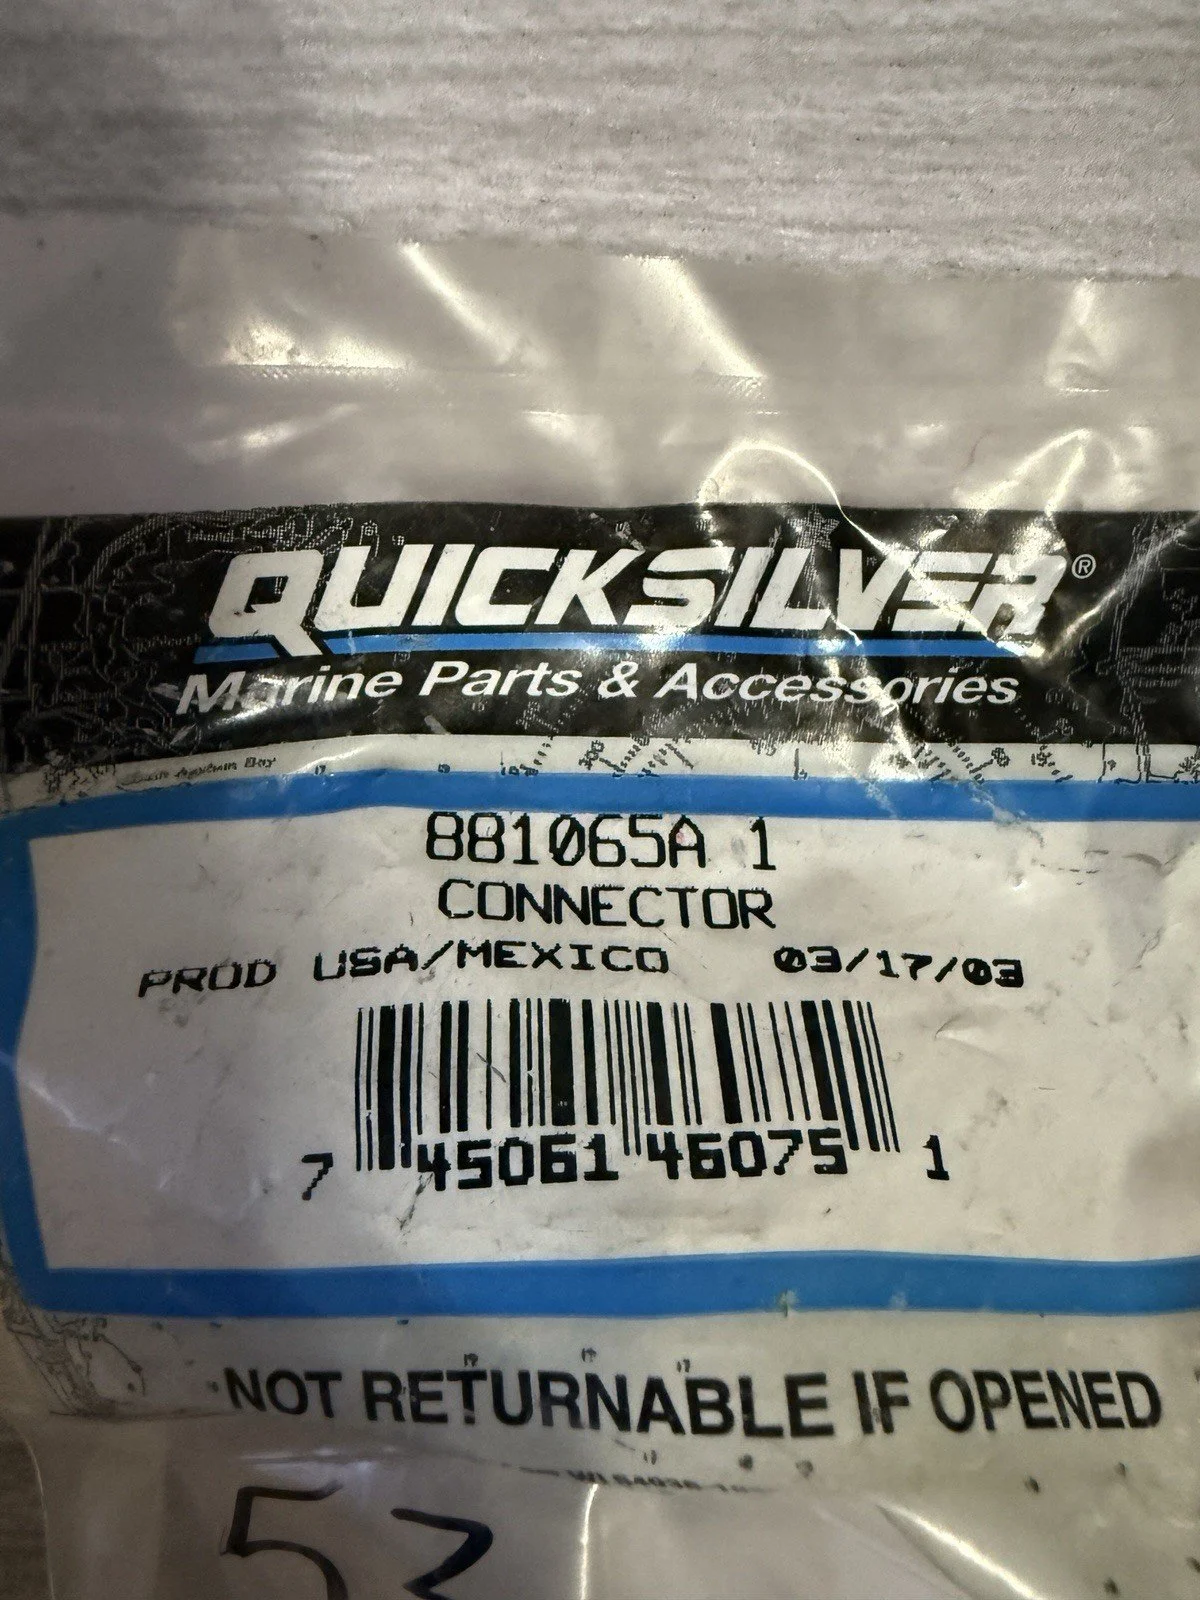 QUICKSILVER®
Marine Parts & Accessories
881065A 1
CONNECTOR
PROD USA/MEXICO 03/17/03
7 45061 46075 1
NOT RETURNABLE IF OPENED